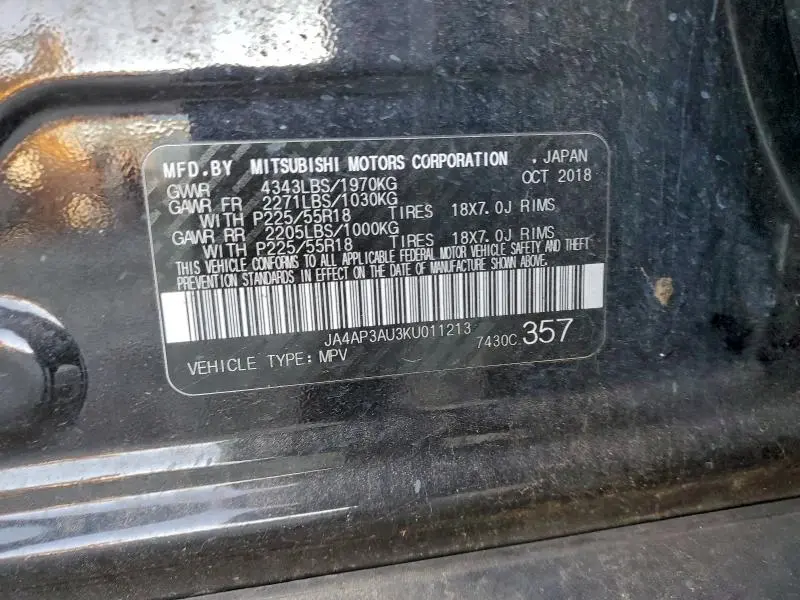 MFD.BY MITSUBISHI MOTORS CORPORATION , JAPAN
GVWR 4343LBS/1970KG OCT 2018
GAWR FR 2271LBS/1030KG
WITH P225/55R18 TIRES 18X7.0J RIMS
GAWR RR 2205LBS/1000KG
WITH P225/55R18 TIRES 18X7.0J RIMS
THIS VEHICLE CONFORMS TO ALL APPLICABLE FEDERAL MOTOR VEHICLE SAFETY AND THEFT
PREVENTION STANDARDS IN EFFECT ON THE DATE OF MANUFACTURE SHOWN ABOVE.
JA4AP3AU3KU011213 7430C 357
VEHICLE TYPE: MPV